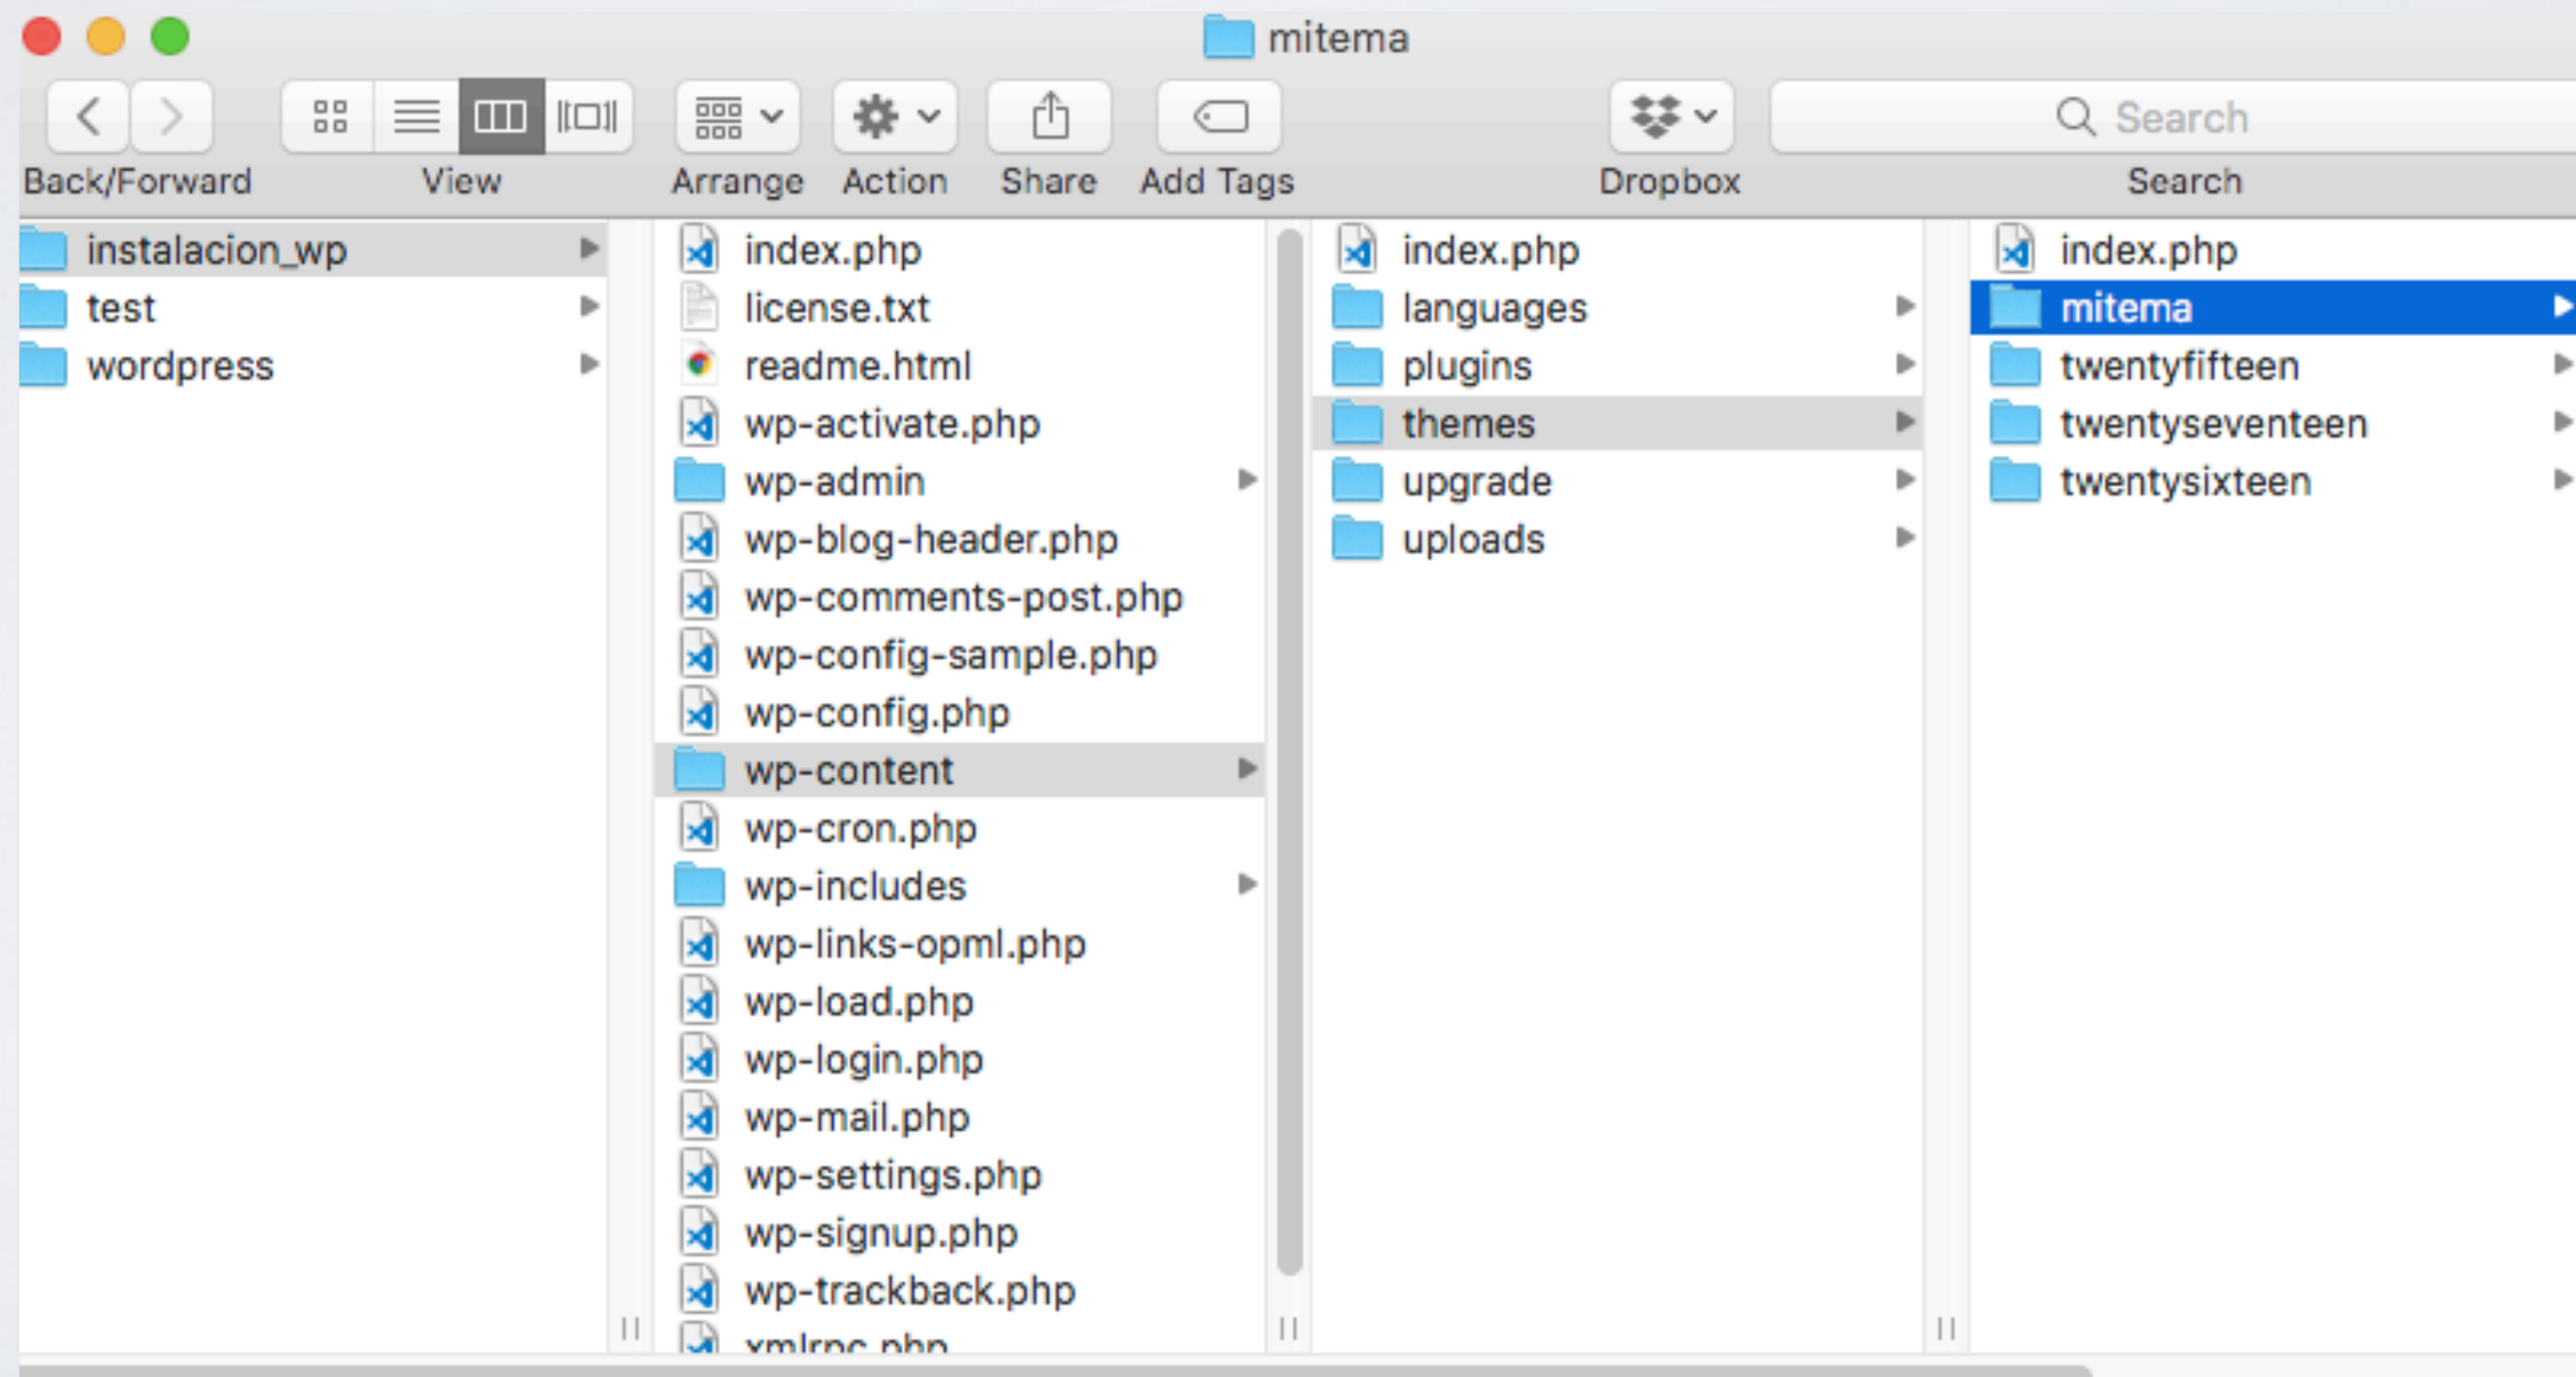 mitema
Search
Back/Forward View Arrange Action Share Add Tags Dropbox Search
instalacion_wp
test
wordpress
index.php
license.txt
readme.html
wp-activate.php
wp-admin
wp-blog-header.php
wp-comments-post.php
wp-config-sample.php
wp-config.php
wp-content
wp-cron.php
wp-includes
wp-links-opml.php
wp-load.php
wp-login.php
wp-mail.php
wp-settings.php
wp-signup.php
wp-trackback.php
xmlrpc.php
index.php
languages
plugins
themes
upgrade
uploads
index.php
mitema
twentyfifteen
twentyseventeen
twentysixteen